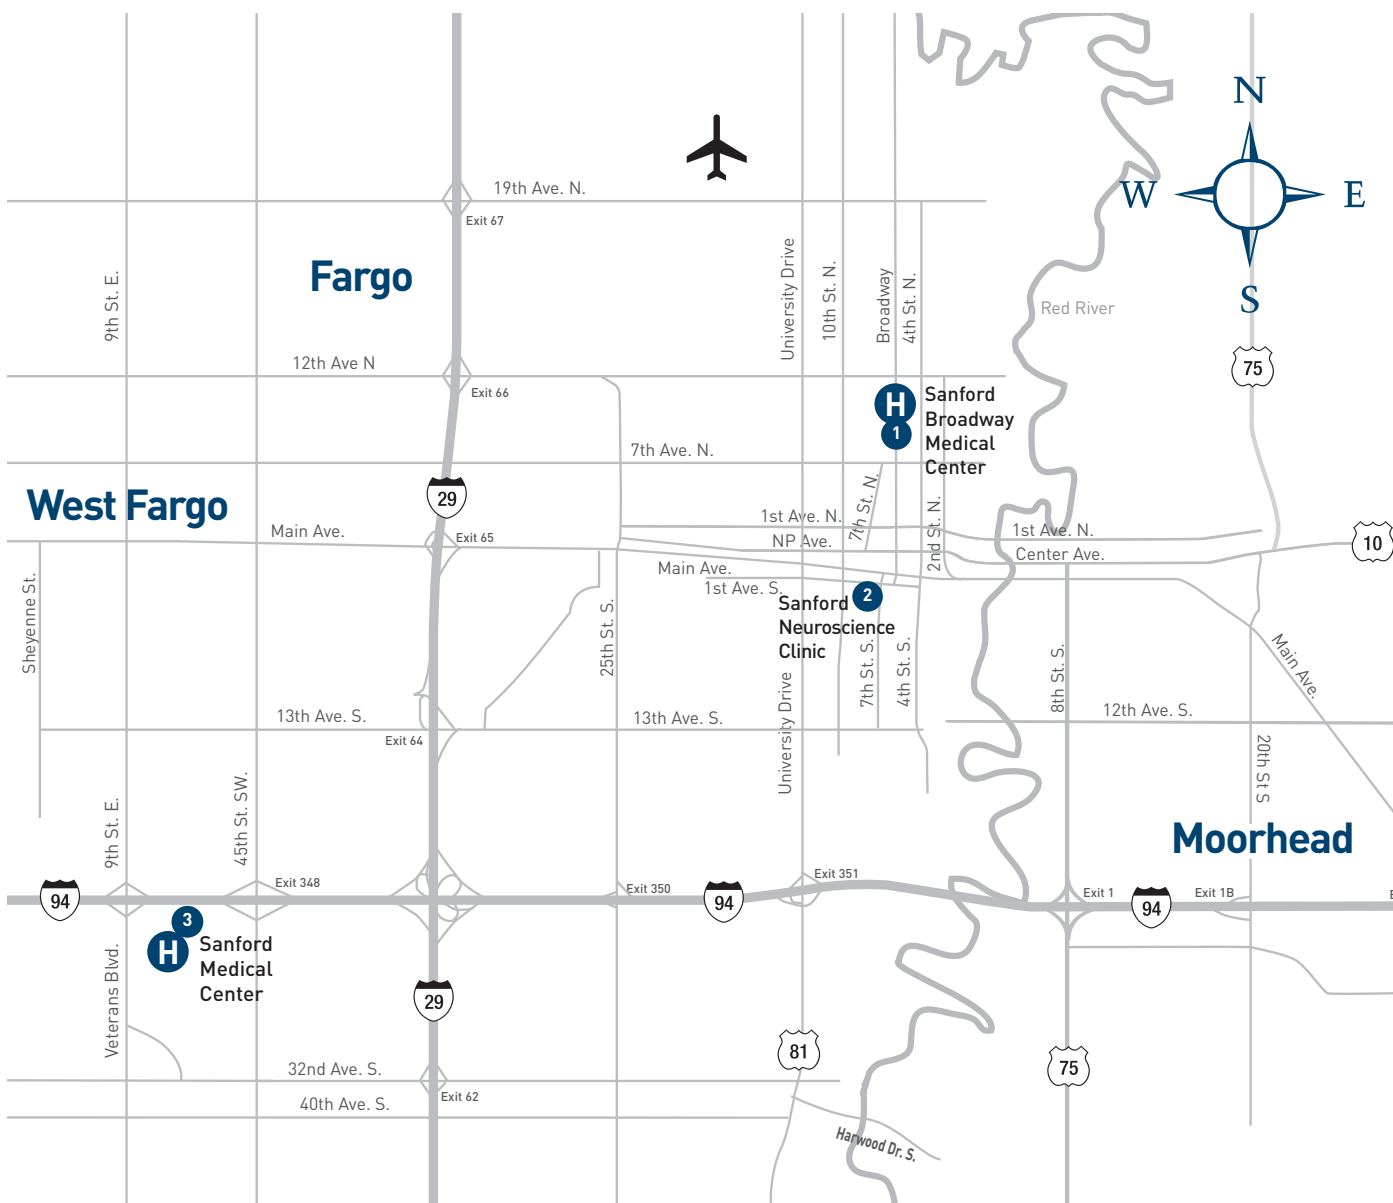 N
W
E
S
19th Ave. N.
Exit 67
Fargo
9th St. E.
University Drive
10th St. N.
Broadway
4th St. N.
Red River
75
12th Ave N
Exit 66
H
1
Sanford
Broadway
Medical
Center
7th Ave. N.
29
West Fargo
Main Ave.
Exit 65
1st Ave. N.
7th St. N.
2nd St. N.
NP Ave.
1st Ave. N.
Center Ave.
10
Main Ave.
1st Ave. S.
Sheyenne St.
25th St. S.
2
Sanford
Neuroscience
Clinic
7th St. S.
4th St. S.
8th St. S.
Main Ave.
13th Ave. S.
Exit 64
13th Ave. S.
University Drive
12th Ave. S.
20th St S
9th St. E.
45th St. SW.
Moorhead
94
Exit 348
Exit 350
94
Exit 351
Exit 1
94
Exit 1B
E
3
H
Sanford
Medical
Center
Veterans Blvd.
29
81
75
32nd Ave. S.
Exit 62
40th Ave. S.
Harwood Dr. S.